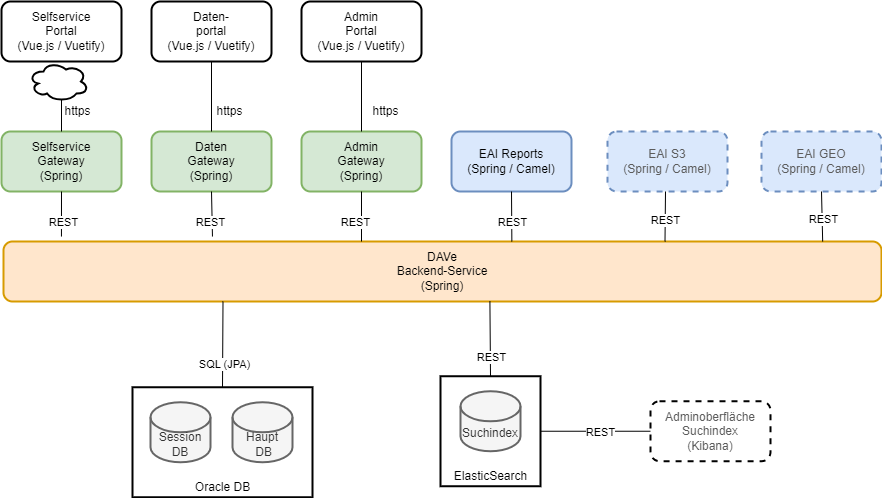 Selfservice
Portal
(Vue.js / Vuetify)
Daten-
portal
(Vue.js / Vuetify)
Admin
Portal
(Vue.js / Vuetify)
https
https
https
Selfservice
Gateway
(Spring)
Daten
Gateway
(Spring)
Admin
Gateway
(Spring)
EAI Reports
(Spring / Camel)
EAI S3
(Spring / Camel)
EAI GEO
(Spring / Camel)
REST
REST
REST
REST
REST
REST
DAVe
Backend-Service
(Spring)
SQL (JPA)
REST
Session
DB
Haupt
DB
Oracle DB
Suchindex
ElasticSearch
REST
Adminoberfläche
Suchindex
(Kibana)